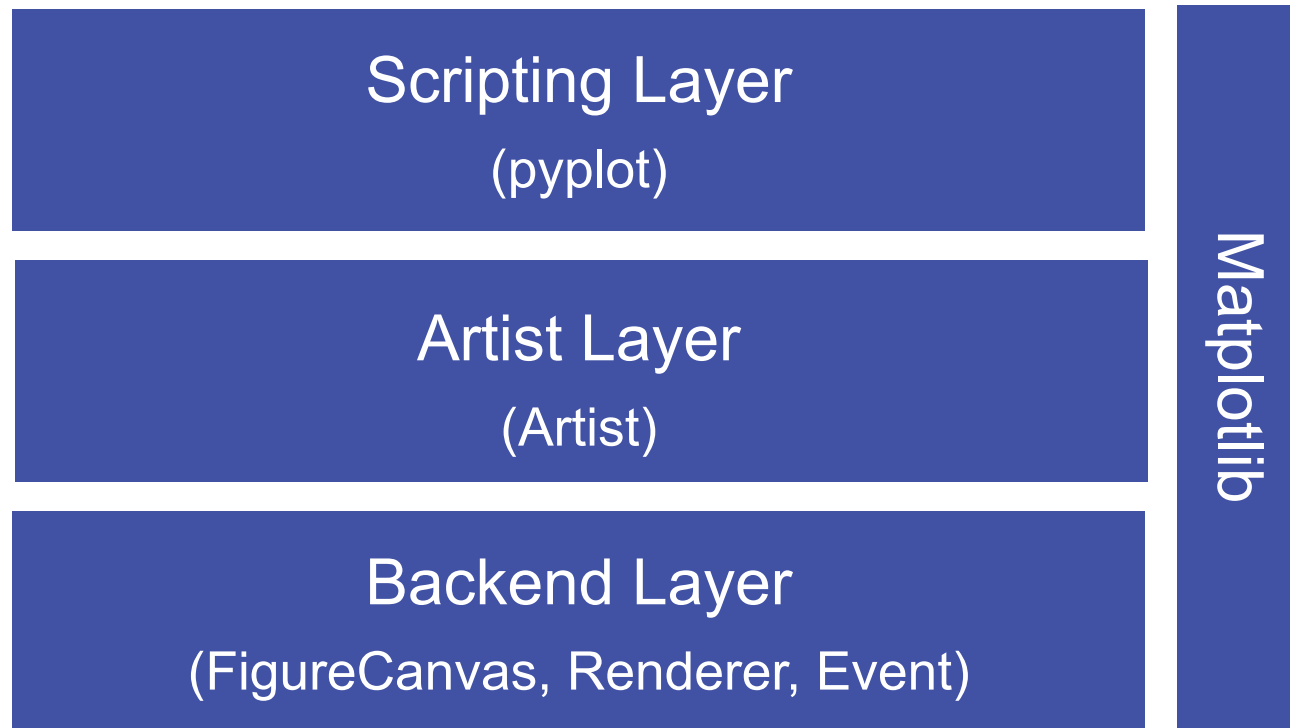 Scripting Layer
(pyplot)
Artist Layer
(Artist)
Backend Layer
(FigureCanvas, Renderer, Event)
Matplotlib